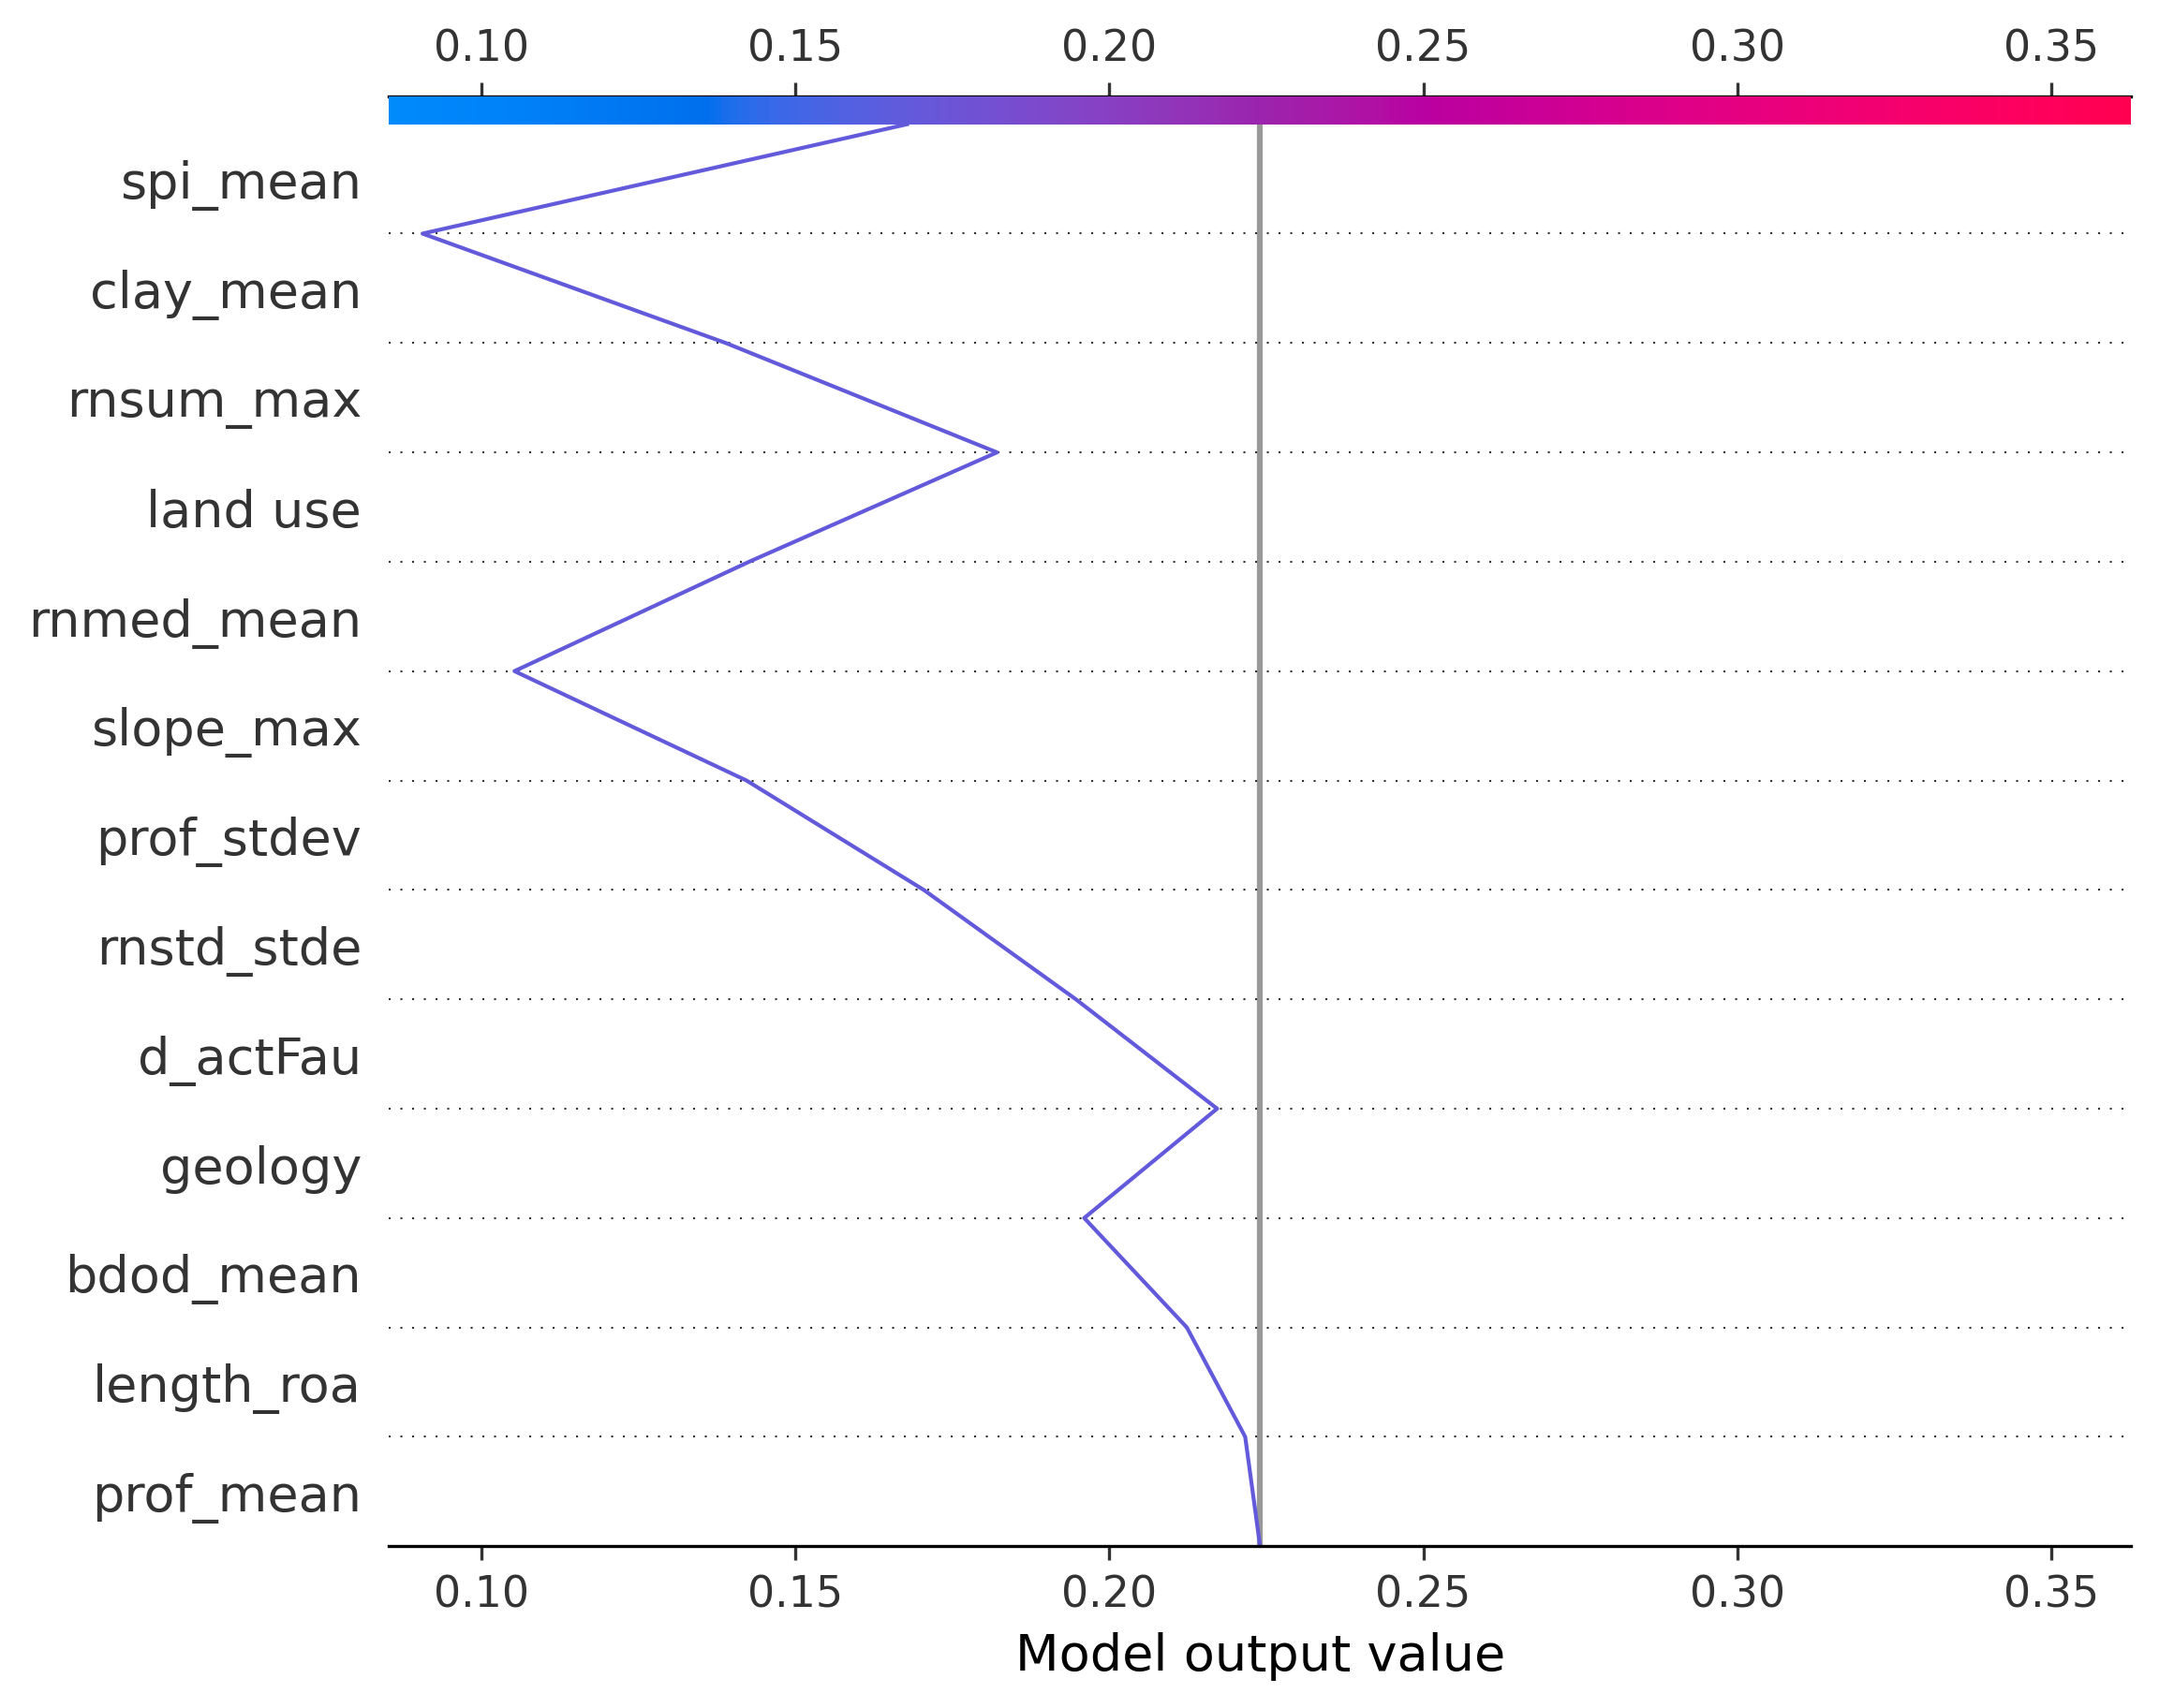 0.10 0.15 0.20 0.25 0.30 0.35
spi_mean
clay_mean
rnsum_max
land use
rnmed_mean
slope_max
prof_stdev
rnstd_stde
d_actFau
geology
bdod_mean
length_roa
prof_mean
0.10 0.15 0.20 0.25 0.30 0.35
Model output value